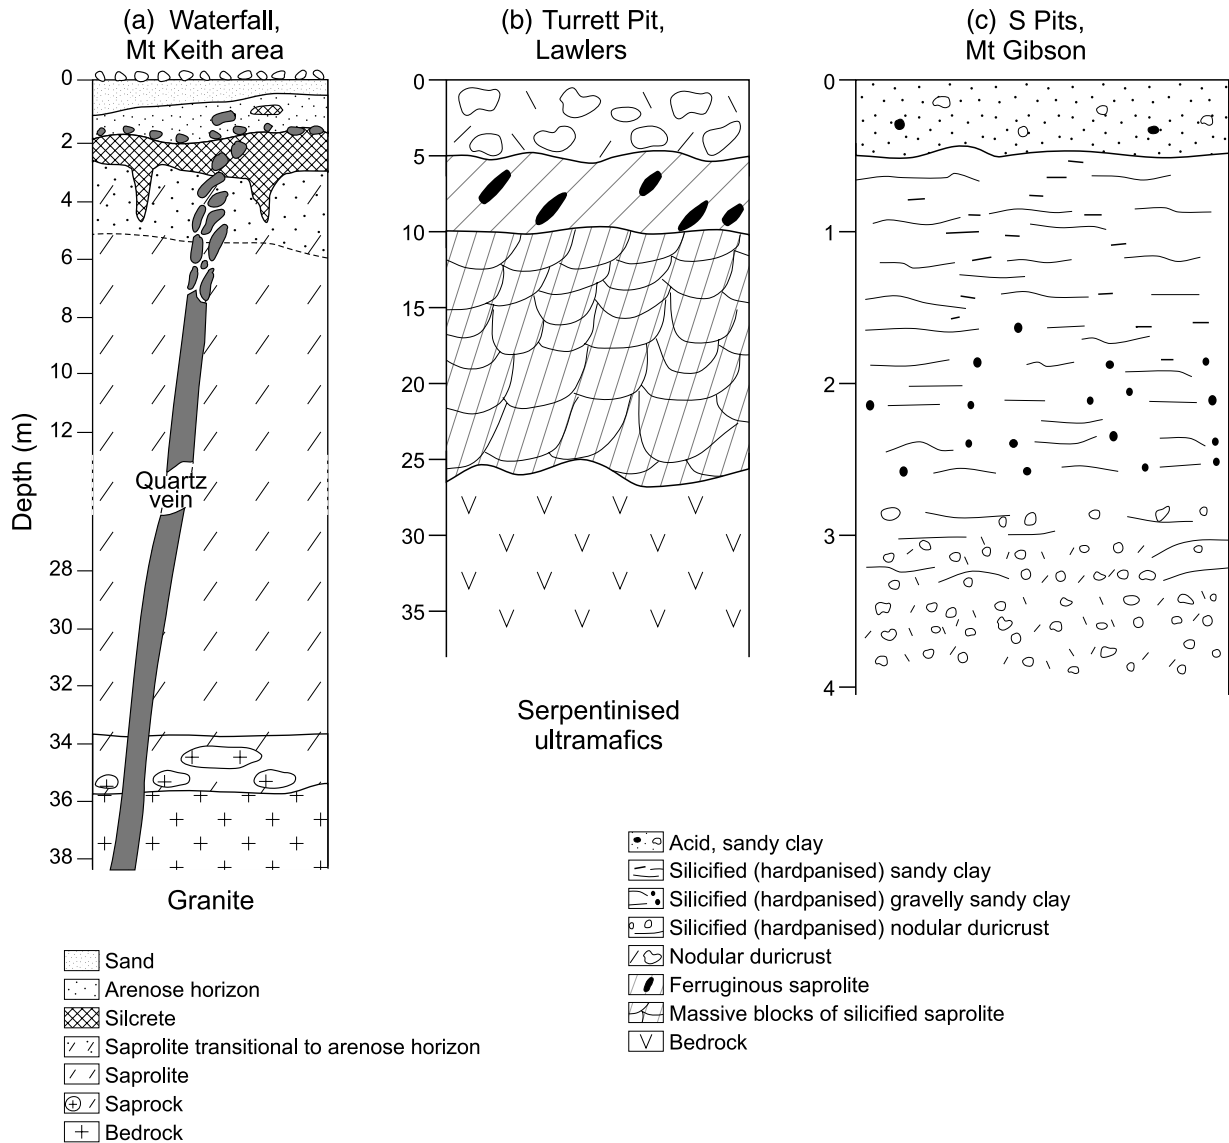 (a) Waterfall,
Mt Keith area
(b) Turrett Pit,
Lawlers
(c) S Pits,
Mt Gibson
Depth (m)
0
2
4
6
8
10
12
28
30
32
34
36
38
Quartz
vein
Granite
0
5
10
15
20
25
30
35
Serpentinised
ultramafics
0
1
2
3
4
Sand
Arenose horizon
Silcrete
Saprolite transitional to arenose horizon
Saprolite
Saprock
Bedrock
Acid, sandy clay
Silicified (hardpanised) sandy clay
Silicified (hardpanised) gravelly sandy clay
Silicified (hardpanised) nodular duricrust
Nodular duricrust
Ferruginous saprolite
Massive blocks of silicified saprolite
Bedrock